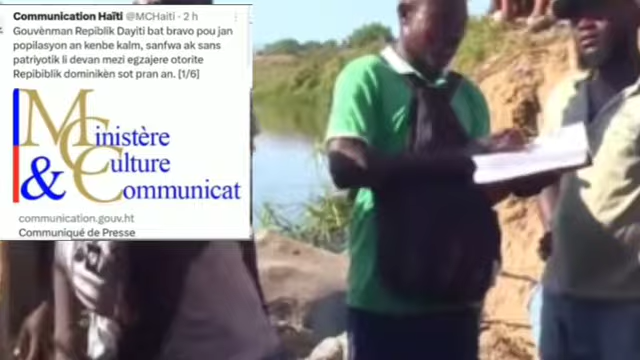 Communication Haïti @MCHaiti · 2 h
Gouvènman Repiblik Dayiti bat bravo pou jan
popilasyon an kenbe kalm, sanfwa ak sans
patriyotik li devan mezi egzajere otorite
Repibiblik dominikèn sot pran an. [1/6]
Ministère
Culture
& Communicat
communication.gouv.ht
Communiqué de Presse